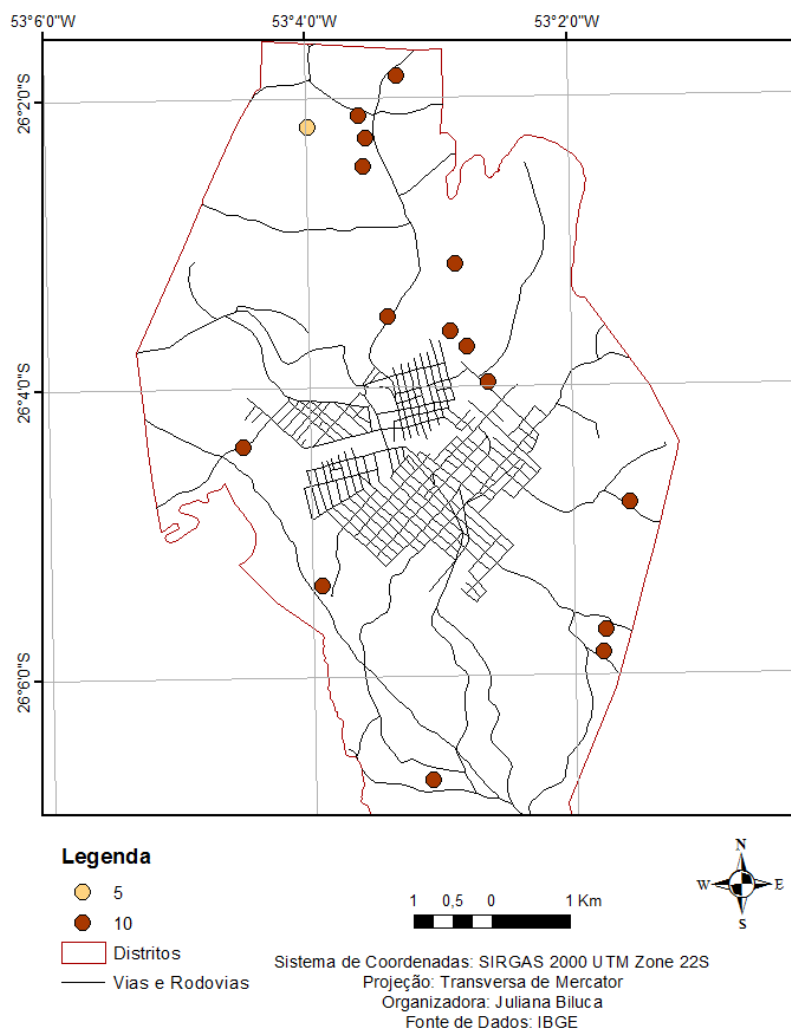 53°6'0"W 53°4'0"W 53°2'0"W
26°2'0"S
26°4'0"S
26°6'0"S
Legenda
5
10
Distritos
Vias e Rodovias
N
W E
S
1 0,5 0 1 Km
Sistema de Coordenadas: SIRGAS 2000 UTM Zone 22S
Projeção: Transversa de Mercator
Organizadora: Juliana Biluca
Fonte de Dados: IBGE